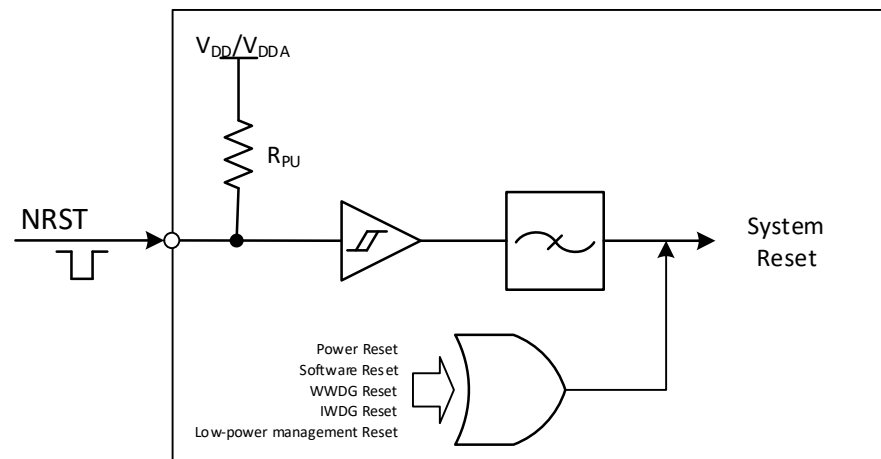 VDD/VDDA
RPU
NRST
System
Reset
Power Reset
Software Reset
WWDG Reset
IWDG Reset
Low-power management Reset